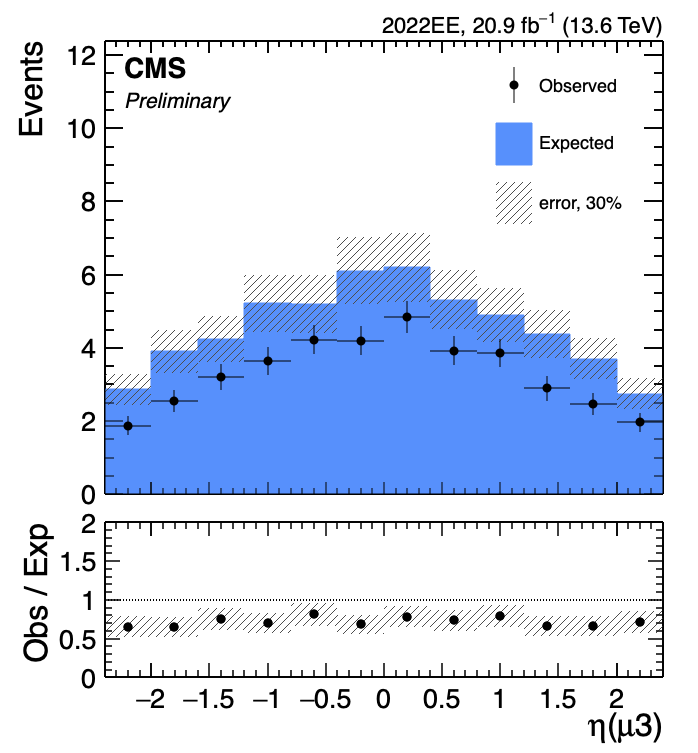 2022EE, 20.9 fb⁻¹ (13.6 TeV)
CMS
Preliminary
Events
12
10
8
6
4
2
0
Observed
Expected
error, 30%
Obs / Exp
2
1.5
1
0.5
0
−2 −1.5 −1 −0.5 0 0.5 1 1.5 2
η(μ3)